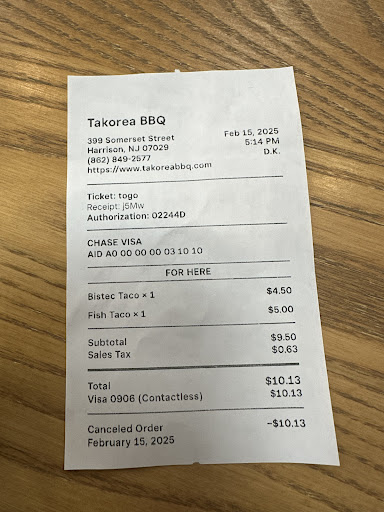 Takorea BBQ
399 Somerset Street
Harrison, NJ 07029
(862) 849-2577
https://www.takoreabbq.com
Feb 15, 2025
5:14 PM
D.K.
Ticket: togo
Receipt: j5Mw
Authorization: 02244D
CHASE VISA
AID A0 00 00 00 03 10 10
FOR HERE
Bistec Taco × 1 $4.50
Fish Taco × 1 $5.00
Subtotal $9.50
Sales Tax $0.63
Total $10.13
Visa 0906 (Contactless) $10.13
Canceled Order -$10.13
February 15, 2025